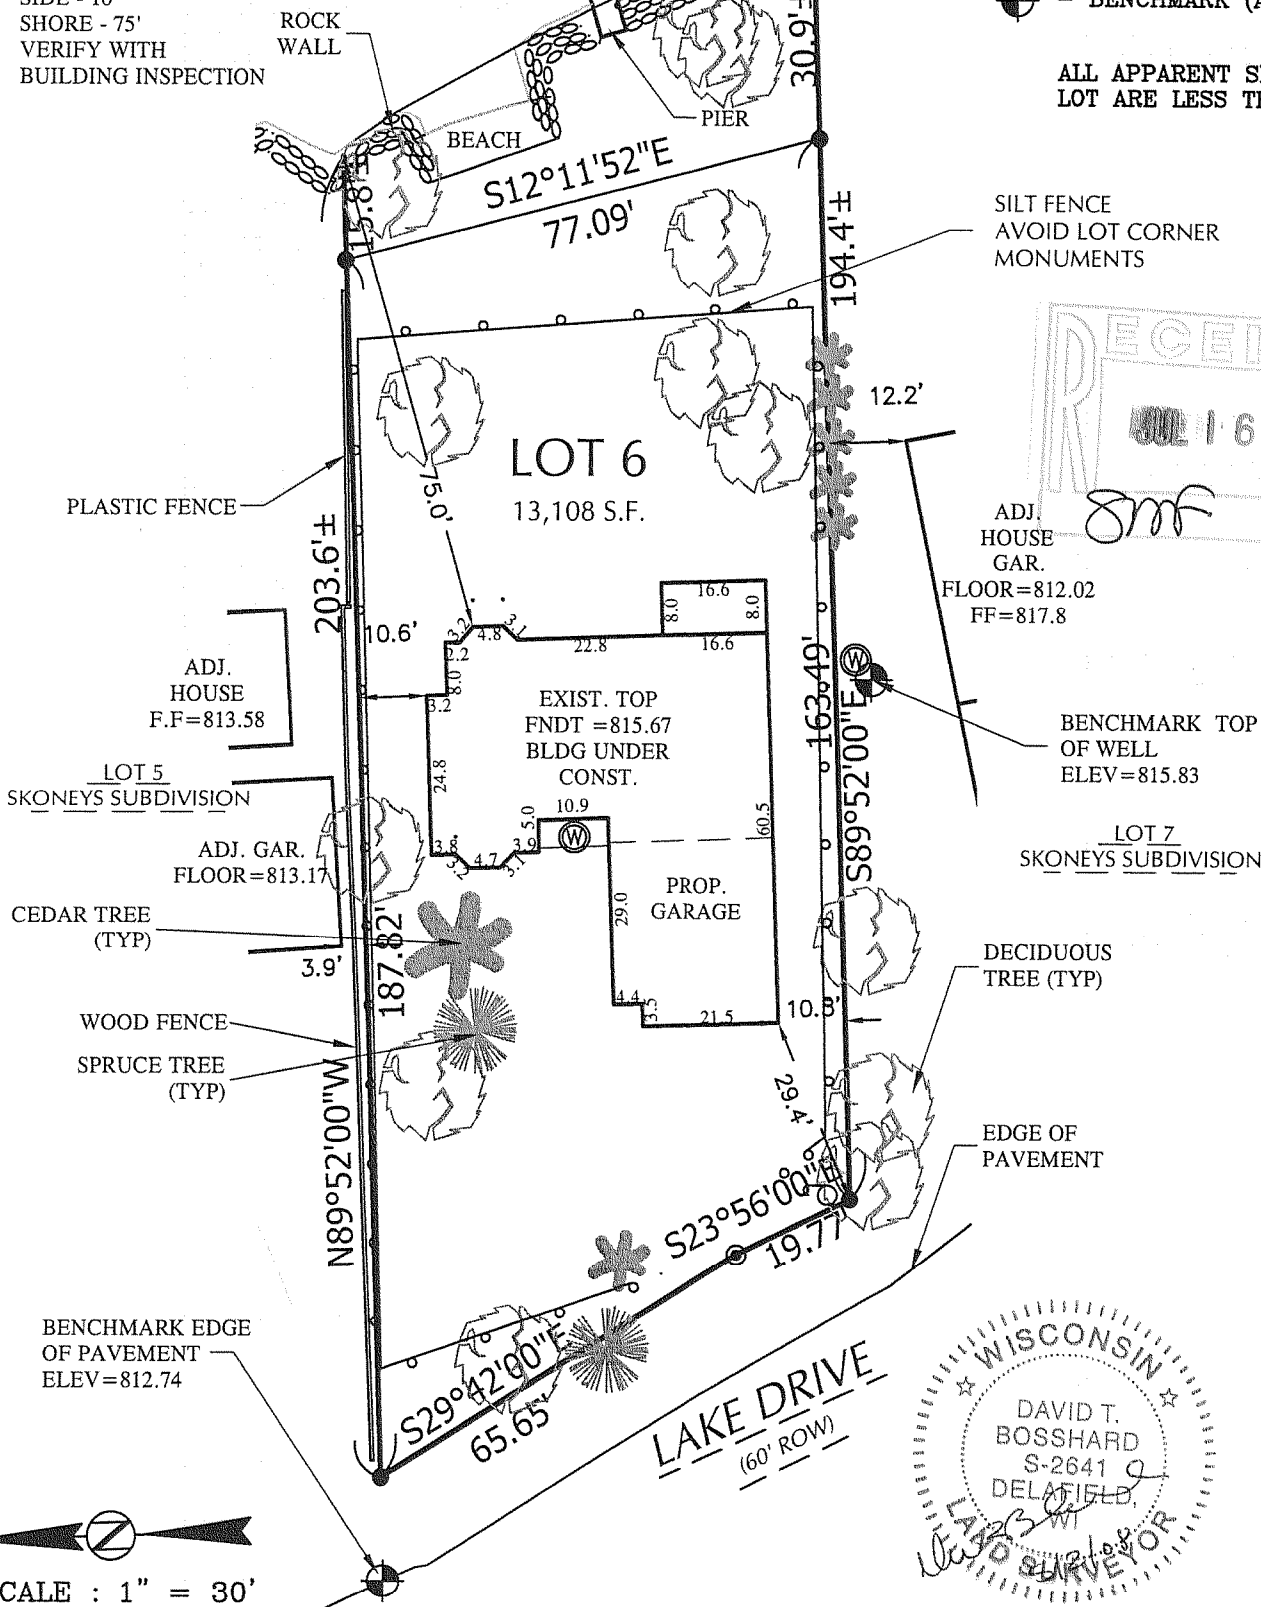 SIDE - 10'
SHORE - 75'
VERIFY WITH
BUILDING INSPECTION
ROCK
WALL
BEACH
PIER
30.9'±
= BENCHMARK
ALL APPARENT
LOT ARE LESS
15.8'±
S12°11'52"E
77.09'
194.4'±
SILT FENCE
AVOID LOT CORNER
MONUMENTS
JUL 16
12.2'
LOT 6
13,108 S.F.
75.0'
PLASTIC FENCE
203.6'±
ADJ.
HOUSE
GAR.
FLOOR=812.02
FF=817.8
10.6'
3.2
4.8
3.1
2.2
8.0
3.2
22.8
16.6
8.0
8.0
16.6
ADJ.
HOUSE
F.F=813.58
LOT 5
SKONEYS SUBDIVISION
EXIST. TOP
FNDT =815.67
BLDG UNDER
CONST.
163.49'
S89°52'00"E
W
BENCHMARK TOP
OF WELL
ELEV=815.83
LOT 7
SKONEYS SUBDIVISION
24.8
10.9
5.0
W
60.5
3.8
3.2
4.7
3.1
3.9
ADJ. GAR.
FLOOR=813.17
PROP.
GARAGE
29.0
CEDAR TREE
(TYP)
3.9'
187.82'
N89°52'00"W
DECIDUOUS
TREE (TYP)
4.4
3.5
21.5
10.3'
WOOD FENCE
SPRUCE TREE
(TYP)
29.4'
EDGE OF
PAVEMENT
S23°56'00"E
19.77'
BENCHMARK EDGE
OF PAVEMENT
ELEV=812.74
S29°42'00"E
65.65'
LAKE DRIVE
(60' ROW)
WISCONSIN
DAVID T.
BOSSHARD
S-2641
DELAFIELD,
WI
LAND SURVEYOR
N
SCALE : 1" = 30'